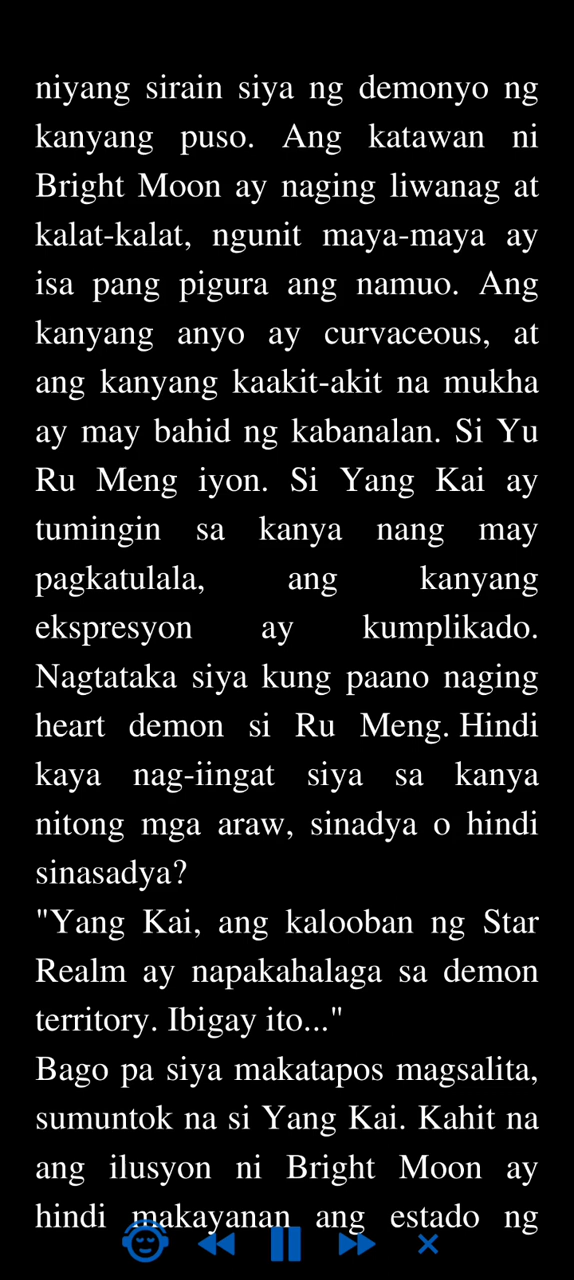 niyang sirain siya ng demonyo ng
kanyang puso. Ang katawan ni
Bright Moon ay naging liwanag at
kalat-kalat, ngunit maya-maya ay
isa pang pigura ang namuo. Ang
kanyang anyo ay curvaceous, at
ang kanyang kaakit-akit na mukha
ay may bahid ng kabanalan. Si Yu
Ru Meng iyon. Si Yang Kai ay
tumingin sa kanya nang may
pagkatulala, ang kanyang
ekspresyon ay kumplikado.
Nagtataka siya kung paano naging
heart demon si Ru Meng. Hindi
kaya nag-iingat siya sa kanya
nitong mga araw, sinadya o hindi
sinasadya?
"Yang Kai, ang kalooban ng Star
Realm ay napakahalaga sa demon
territory. Ibigay ito..."
Bago pa siya makatapos magsalita,
sumuntok na si Yang Kai. Kahit na
ang ilusyon ni Bright Moon ay
hindi makayanan ang estado ng